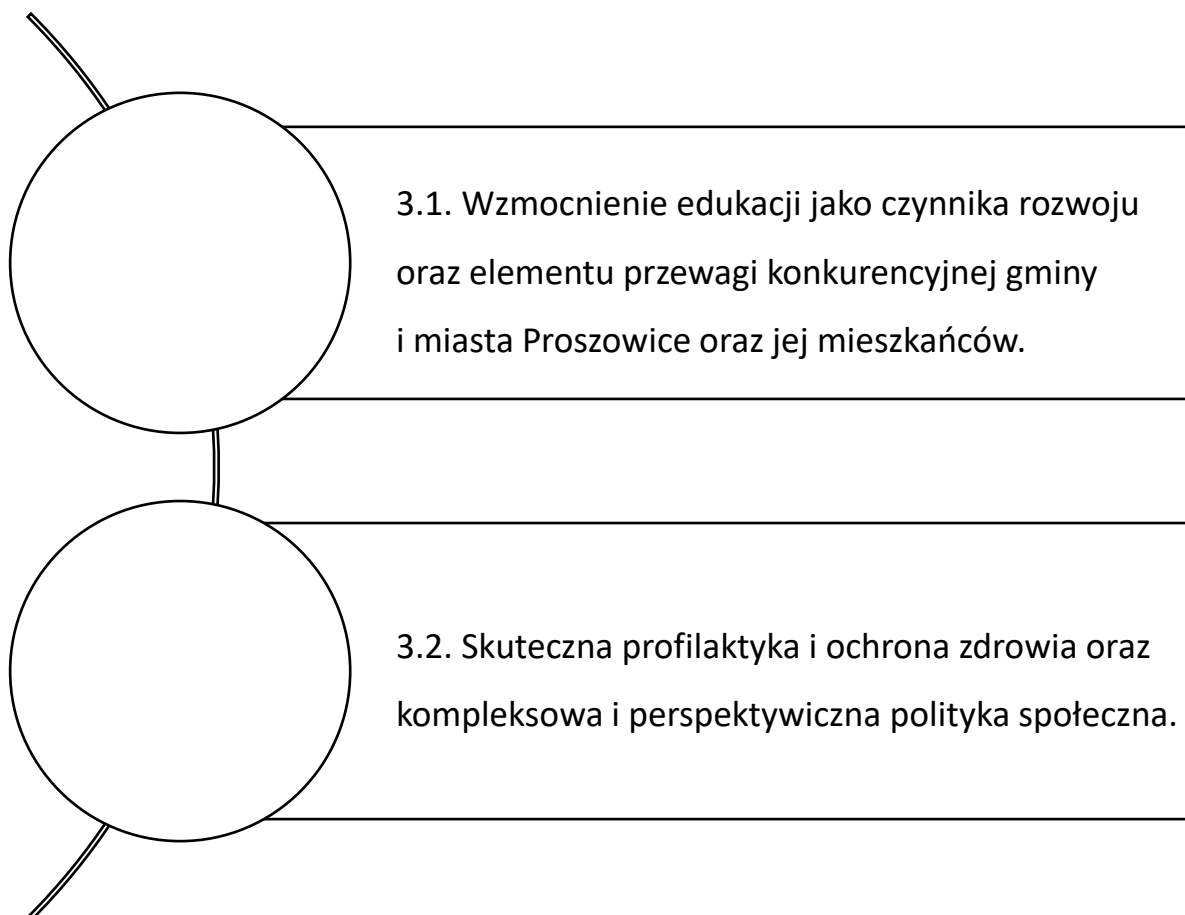 3.1. Wzmocnienie edukacji jako czynnika rozwoju
oraz elementu przewagi konkurencyjnej gminy
i miasta Proszowice oraz jej mieszkańców.
3.2. Skuteczna profilaktyka i ochrona zdrowia oraz
kompleksowa i perspektywiczna polityka społeczna.